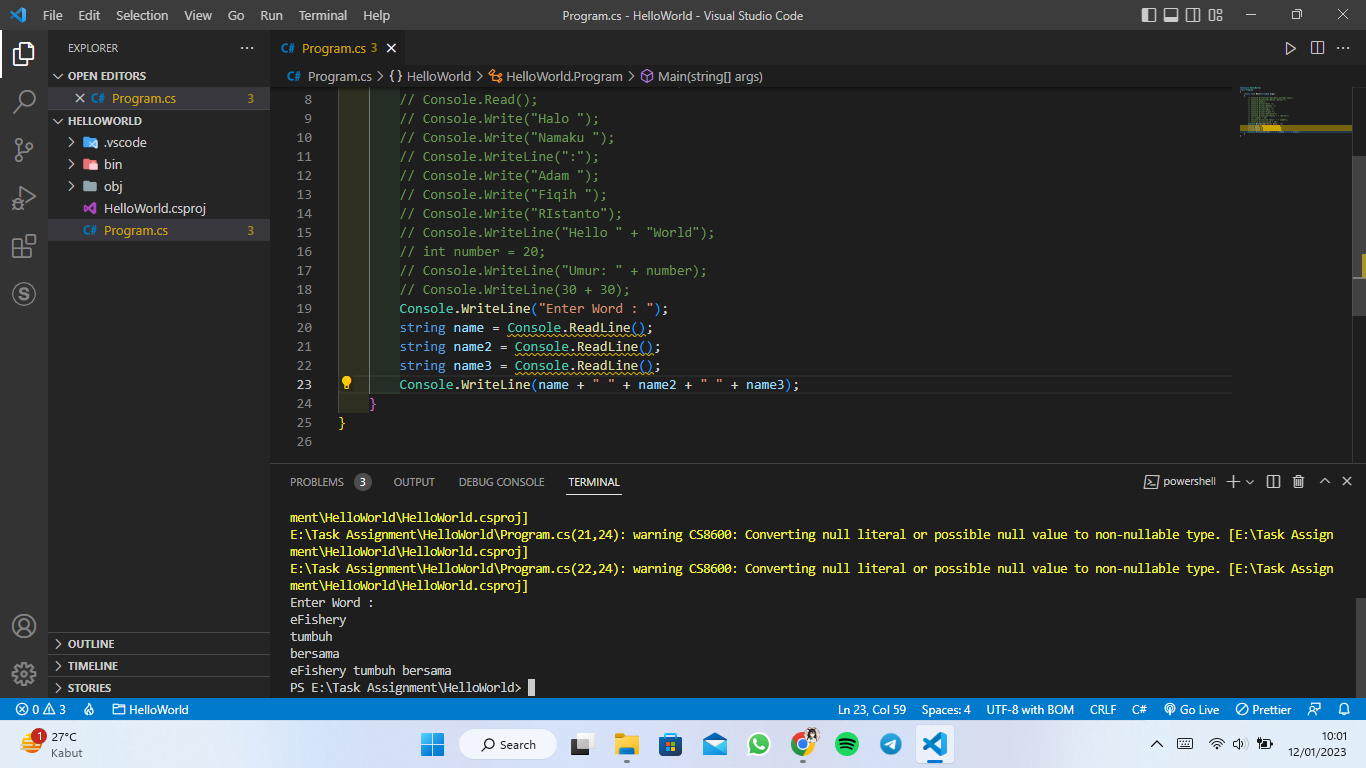 File Edit Selection View Go Run Terminal Help Program.cs - HelloWorld - Visual Studio Code
EXPLORER
OPEN EDITORS
C# Program.cs 3
HELLOWORLD
.vscode
bin
obj
HelloWorld.csproj
C# Program.cs 3
OUTLINE
TIMELINE
STORIES
C# Program.cs 3
C# Program.cs > {} HelloWorld > HelloWorld.Program > Main(string[] args)
8 // Console.Read();
9 // Console.Write("Halo ");
10 // Console.Write("Namaku ");
11 // Console.WriteLine(":");
12 // Console.Write("Adam ");
13 // Console.Write("Fiqih ");
14 // Console.Write("RIstanto");
15 // Console.WriteLine("Hello " + "World");
16 // int number = 20;
17 // Console.WriteLine("Umur: " + number);
18 // Console.WriteLine(30 + 30);
19 Console.WriteLine("Enter Word : ");
20 string name = Console.ReadLine();
21 string name2 = Console.ReadLine();
22 string name3 = Console.ReadLine();
23 Console.WriteLine(name + " " + name2 + " " + name3);
24 }
25 }
26
PROBLEMS 3 OUTPUT DEBUG CONSOLE TERMINAL powershell
ment\HelloWorld\HelloWorld.csproj]
E:\Task Assignment\HelloWorld\Program.cs(21,24): warning CS8600: Converting null literal or possible null value to non-nullable type. [E:\Task Assign
ment\HelloWorld\HelloWorld.csproj]
E:\Task Assignment\HelloWorld\Program.cs(22,24): warning CS8600: Converting null literal or possible null value to non-nullable type. [E:\Task Assign
ment\HelloWorld\HelloWorld.csproj]
Enter Word :
eFishery
tumbuh
bersama
eFishery tumbuh bersama
PS E:\Task Assignment\HelloWorld>
0 3 HelloWorld Ln 23, Col 59 Spaces: 4 UTF-8 with BOM CRLF C# Go Live Prettier
1 27°C
Kabut
Search
10:01
12/01/2023